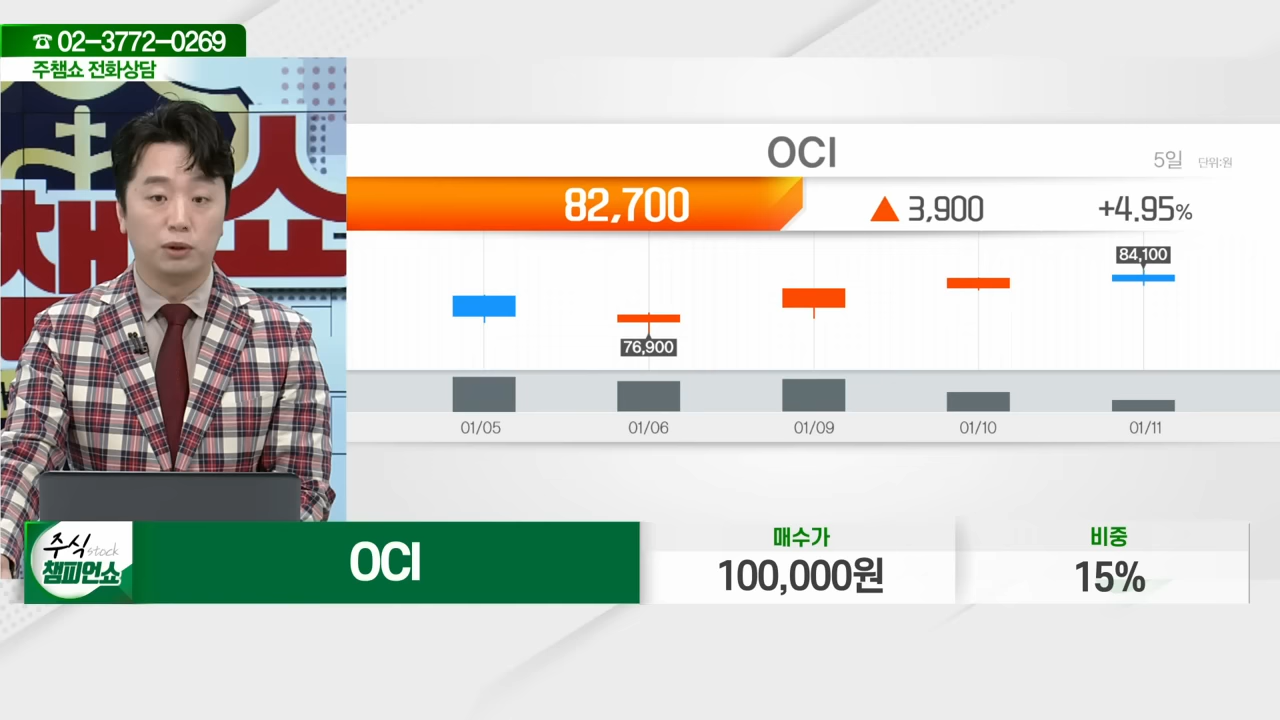 ☎ 02-3772-0269
주챔쇼 전화상담
챔쇼
OCI
5일 단위:원
82,700 ▲ 3,900 +4.95%
84,100
76,900
01/05 01/06 01/09 01/10 01/11
주식 stock
챔피언쇼
OCI
매수가
100,000원
비중
15%